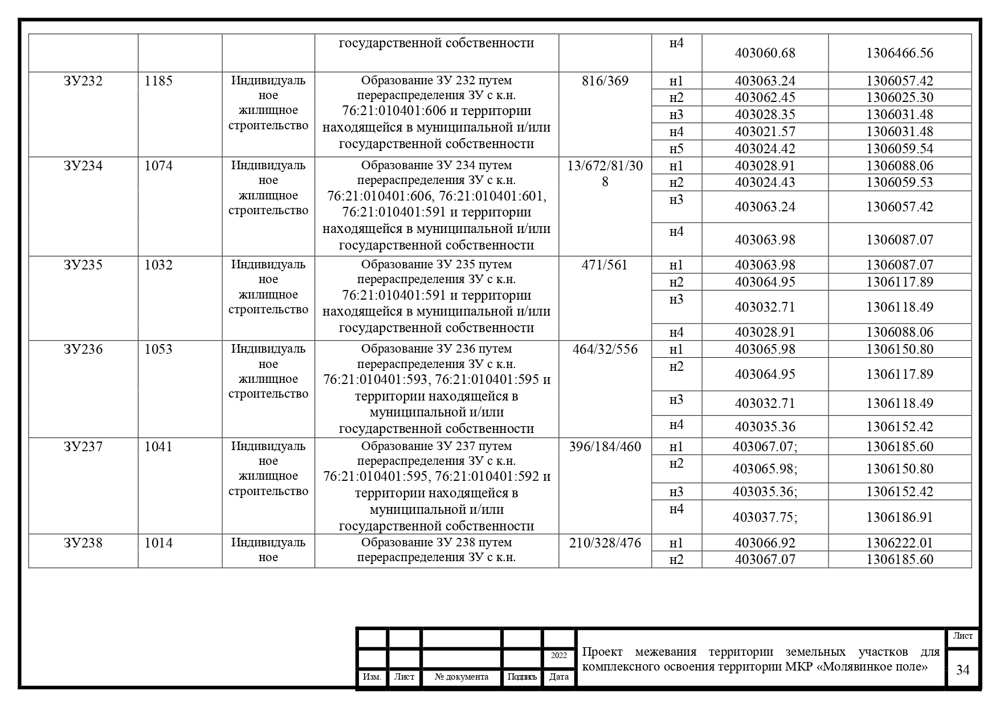 государственной собственности н4 403060.68 1306466.56
ЗУ232 1185 Индивидуаль
ное
жилищное
строительство
Образование ЗУ 232 путем
перераспределения ЗУ с к.н.
76:21:010401:606 и территории
находящейся в муниципальной и/или
государственной собственности
816/369
н1 403063.24 1306057.42
н2 403062.45 1306025.30
н3 403028.35 1306031.48
н4 403021.57 1306031.48
н5 403024.42 1306059.54
ЗУ234 1074 Индивидуаль
ное
жилищное
строительство
Образование ЗУ 234 путем
перераспределения ЗУ с к.н.
76:21:010401:606, 76:21:010401:601,
76:21:010401:591 и территории
находящейся в муниципальной и/или
государственной собственности
13/672/81/30
8
н1 403028.91 1306088.06
н2 403024.43 1306059.53
н3 403063.24 1306057.42
н4 403063.98 1306087.07
ЗУ235 1032 Индивидуаль
ное
жилищное
строительство
Образование ЗУ 235 путем
перераспределения ЗУ с к.н.
76:21:010401:591 и территории
находящейся в муниципальной и/или
государственной собственности
471/561
н1 403063.98 1306087.07
н2 403064.95 1306117.89
н3 403032.71 1306118.49
н4 403028.91 1306088.06
ЗУ236 1053 Индивидуаль
ное
жилищное
строительство
Образование ЗУ 236 путем
перераспределения ЗУ с к.н.
76:21:010401:593, 76:21:010401:595 и
территории находящейся в
муниципальной и/или
государственной собственности
464/32/556
н1 403065.98 1306150.80
н2 403064.95 1306117.89
н3 403032.71 1306118.49
н4 403035.36 1306152.42
ЗУ237 1041 Индивидуаль
ное
жилищное
строительство
Образование ЗУ 237 путем
перераспределения ЗУ с к.н.
76:21:010401:595, 76:21:010401:592 и
территории находящейся в
муниципальной и/или
государственной собственности
396/184/460
н1 403067.07; 1306185.60
н2 403065.98; 1306150.80
н3 403035.36; 1306152.42
н4 403037.75; 1306186.91
ЗУ238 1014 Индивидуаль
ное
Образование ЗУ 238 путем
перераспределения ЗУ с к.н.
210/328/476
н1 403066.92 1306222.01
н2 403067.07 1306185.60
2022
Изм. Лист № документа Подпись Дата
Проект межевания территории земельных участков для
комплексного освоения территории МКР «Молявинкое поле»
Лист
34